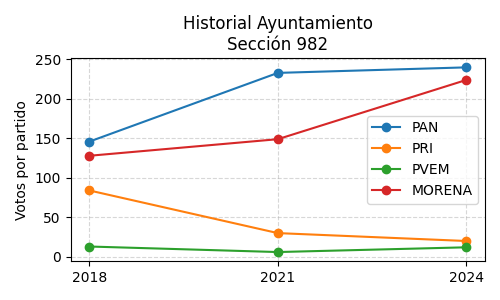 Historial Ayuntamiento
Sección 982
Votos por partido
250
200
150
100
50
0
2018
2021
2024
PAN
PRI
PVEM
MORENA